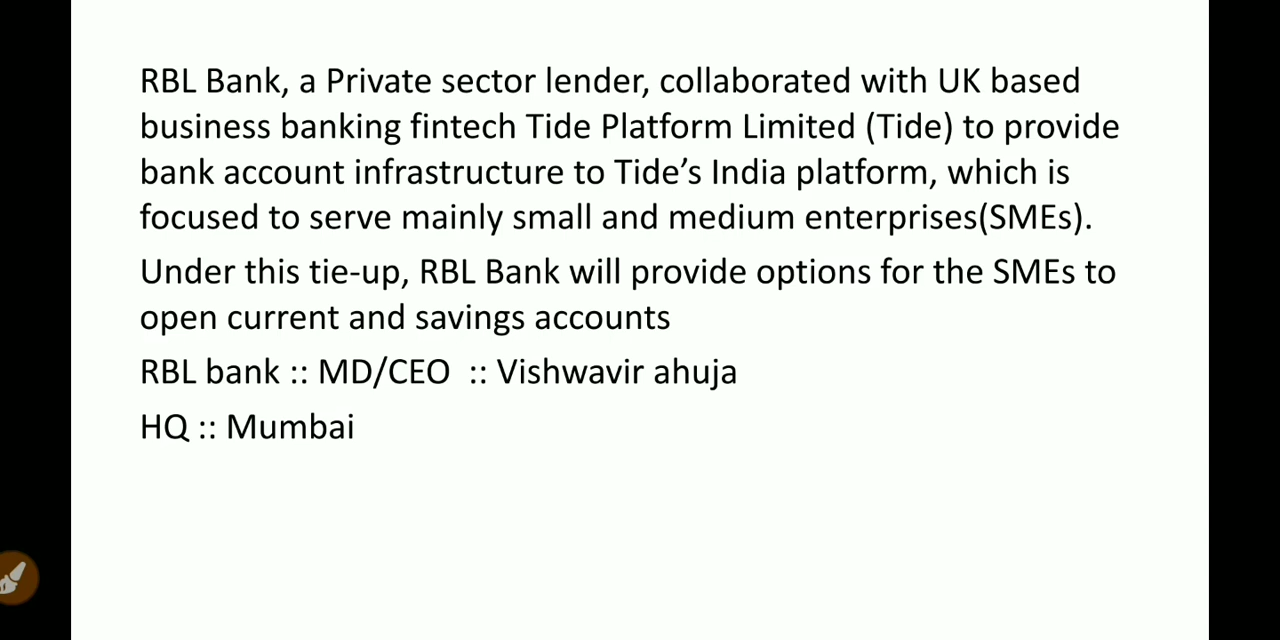 RBL Bank, a Private sector lender, collaborated with UK based
business banking fintech Tide Platform Limited (Tide) to provide
bank account infrastructure to Tide’s India platform, which is
focused to serve mainly small and medium enterprises(SMEs).
Under this tie-up, RBL Bank will provide options for the SMEs to
open current and savings accounts
RBL bank :: MD/CEO  :: Vishwavir ahuja
HQ :: Mumbai